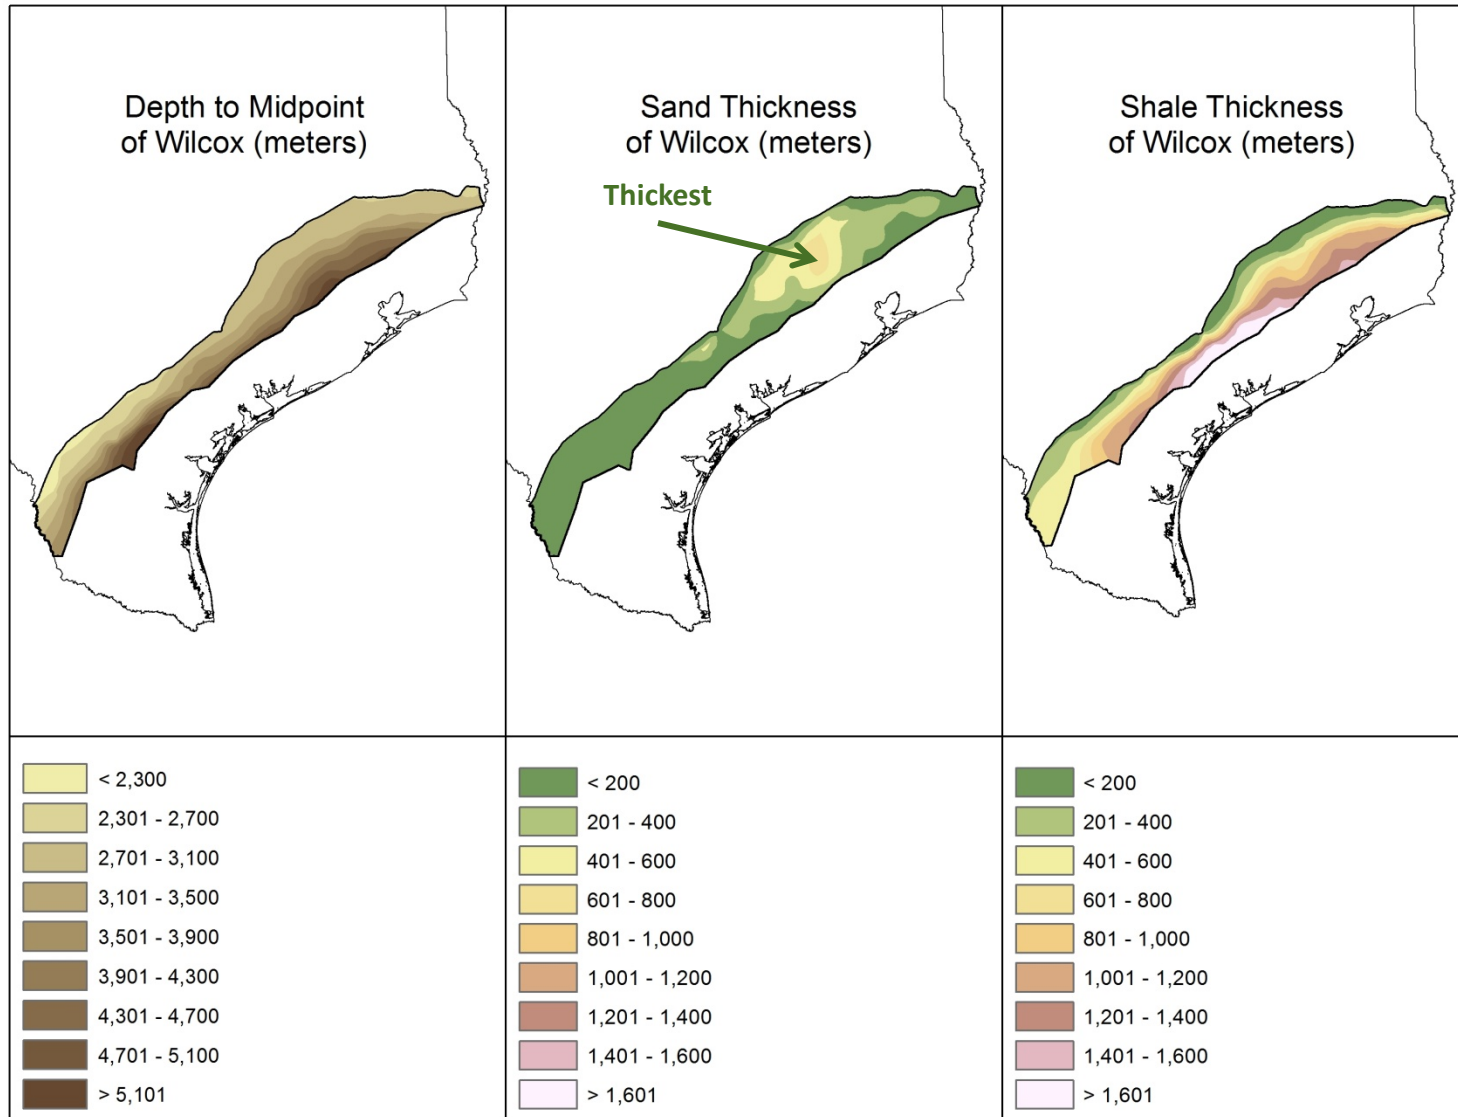 Depth to Midpoint
of Wilcox (meters)
Sand Thickness
of Wilcox (meters)
Thickest
Shale Thickness
of Wilcox (meters)
< 2,300
2,301 - 2,700
2,701 - 3,100
3,101 - 3,500
3,501 - 3,900
3,901 - 4,300
4,301 - 4,700
4,701 - 5,100
> 5,101
< 200
201 - 400
401 - 600
601 - 800
801 - 1,000
1,001 - 1,200
1,201 - 1,400
1,401 - 1,600
> 1,601
< 200
201 - 400
401 - 600
601 - 800
801 - 1,000
1,001 - 1,200
1,201 - 1,400
1,401 - 1,600
> 1,601